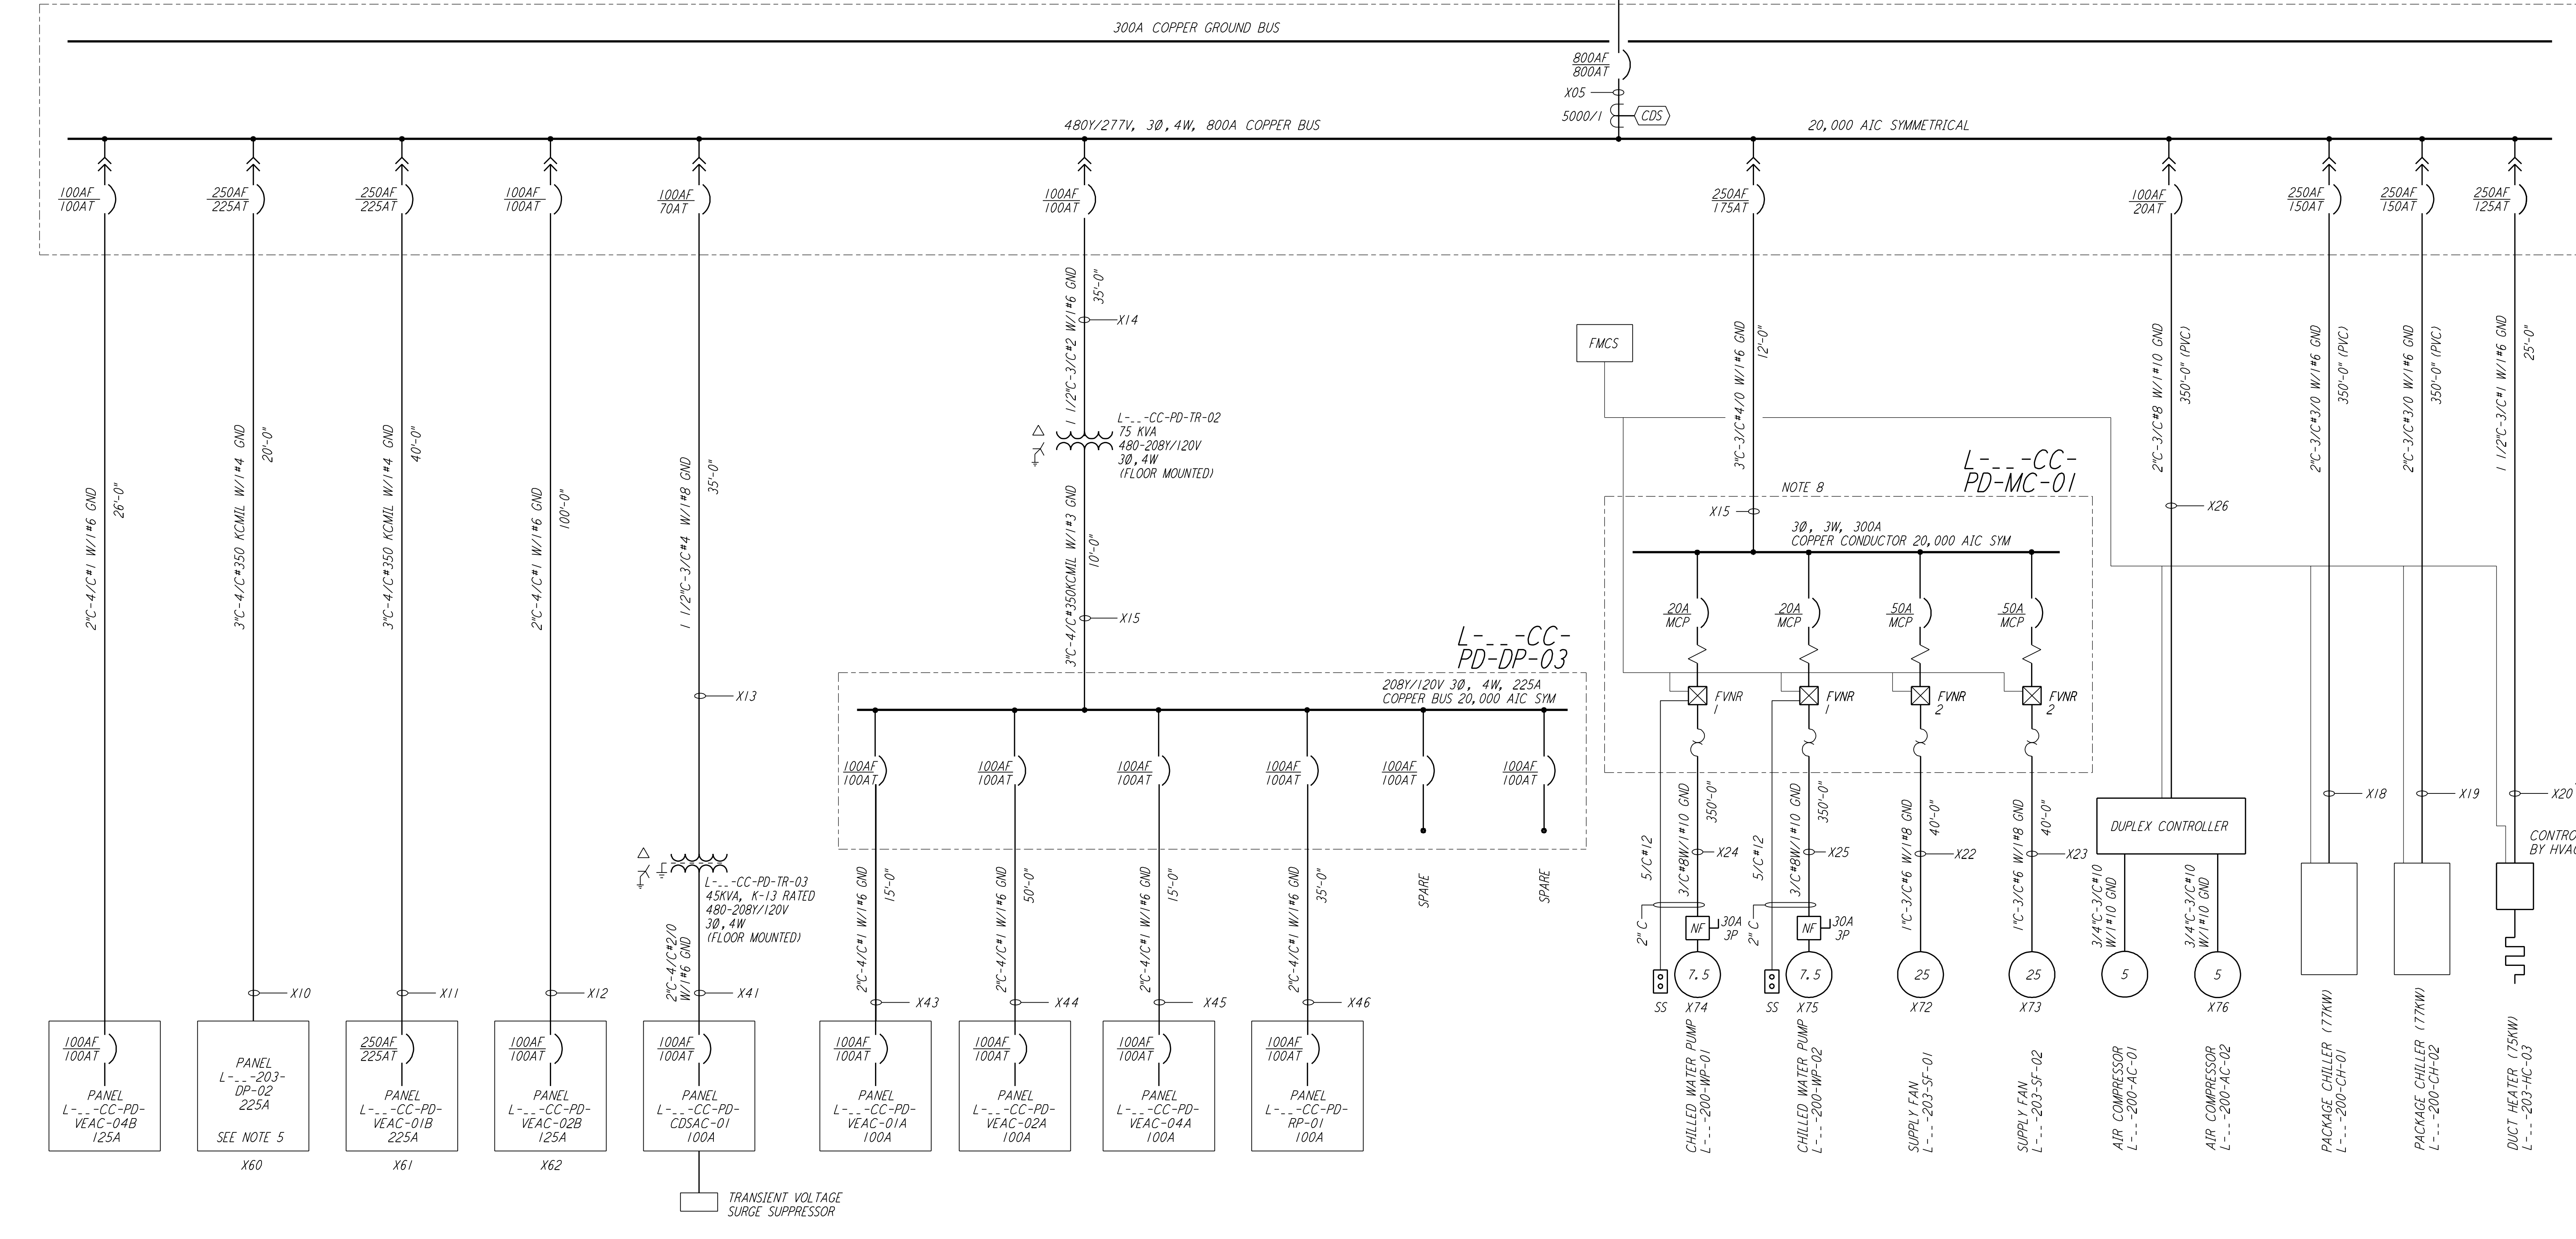 300A COPPER GROUND BUS
800AF
800AT
X05
5000/1
CDS
480Y/277V, 3Ø, 4W, 800A COPPER BUS
20,000 AIC SYMMETRICAL
100AF
100AT
250AF
225AT
250AF
225AT
100AF
100AT
100AF
70AT
100AF
100AT
250AF
175AT
100AF
20AT
250AF
150AT
250AF
150AT
250AF
125AT
2"C-4/C#1 W/1#6 GND
26'-0"
3"C-4/C#350 KCMIL W/1#4 GND
20'-0"
3"C-4/C#350 KCMIL W/1#4 GND
40'-0"
2"C-4/C#1 W/1#6 GND
100'-0"
1 1/2"C-3/C#4 W/1#8 GND
35'-0"
1 1/2"C-3/C#2 W/1#6 GND
35'-0"
X14
L-__-CC-PD-TR-02
75 KVA
480-208Y/120V
3Ø,4W
(FLOOR MOUNTED)
3"C-4/C#350KCMIL W/1#3 GND
10'-0"
X15
X13
L-__-CC-PD-TR-03
45KVA, K-13 RATED
480-208Y/120V
3Ø,4W
(FLOOR MOUNTED)
2"C-4/C#2/0
W/1#6 GND
X10
X11
X12
X41
L-__-CC-
PD-DP-03
208Y/120V 3Ø, 4W, 225A
COPPER BUS 20,000 AIC SYM
100AF
100AT
100AF
100AT
100AF
100AT
100AF
100AT
100AF
100AT
100AF
100AT
2"C-4/C#1 W/1#6 GND
15'-0"
2"C-4/C#1 W/1#6 GND
50'-0"
2"C-4/C#1 W/1#6 GND
15'-0"
2"C-4/C#1 W/1#6 GND
35'-0"
SPARE
SPARE
X43
X44
X45
X46
FMCS
3"C-3/C#4/0 W/1#6 GND
12'-0"
L-__-CC-
PD-MC-01
NOTE 8
X15
3Ø, 3W, 300A
COPPER CONDUCTOR 20,000 AIC SYM
20A
MCP
20A
MCP
50A
MCP
50A
MCP
FVNR
1
FVNR
1
FVNR
2
FVNR
2
5/C#12
3/C#8W/1#10 GND
350'-0"
X24
5/C#12
3/C#8W/1#10 GND
350'-0"
X25
1"C-3/C#6 W/1#8 GND
40'-0"
X22
1"C-3/C#6 W/1#8 GND
40'-0"
X23
2" C
NF
30A
3P
2" C
NF
30A
3P
SS
7.5
X74
SS
7.5
X75
25
X72
25
X73
2"C-3/C#8 W/1#10 GND
350'-0" (PVC)
X26
DUPLEX CONTROLLER
3/4"C-3/C#10
W/1#10 GND
3/4"C-3/C#10
W/1#10 GND
5
5
X76
2"C-3/C#3/0 W/1#6 GND
350'-0" (PVC)
X18
2"C-3/C#3/0 W/1#6 GND
350'-0" (PVC)
X19
1 1/2"C-3/C#1 W/1#6 GND
25'-0"
X20
CONTRO
BY HVAC
CHILLED WATER PUMP
L-__-200-WP-01
CHILLED WATER PUMP
L-__-200-WP-02
SUPPLY FAN
L-__-203-SF-01
SUPPLY FAN
L-__-203-SF-02
AIR COMPRESSOR
L-__-200-AC-01
AIR COMPRESSOR
L-__-200-AC-02
PACKAGE CHILLER (77KW)
L-__-200-CH-01
PACKAGE CHILLER (77KW)
L-__-200-CH-02
DUCT HEATER (75KW)
L-__-203-HC-03
100AF
100AT
PANEL
L-__-CC-PD-
VEAC-04B
125A
PANEL
L-__-203-
DP-02
225A
SEE NOTE 5
X60
250AF
225AT
PANEL
L-__-CC-PD-
VEAC-01B
225A
X61
100AF
100AT
PANEL
L-__-CC-PD-
VEAC-02B
125A
X62
100AF
100AT
PANEL
L-__-CC-PD-
CDSAC-01
100A
TRANSIENT VOLTAGE
SURGE SUPPRESSOR
100AF
100AT
PANEL
L-__-CC-PD-
VEAC-01A
100A
100AF
100AT
PANEL
L-__-CC-PD-
VEAC-02A
100A
100AF
100AT
PANEL
L-__-CC-PD-
VEAC-04A
100A
100AF
100AT
PANEL
L-__-CC-PD-
RP-01
100A